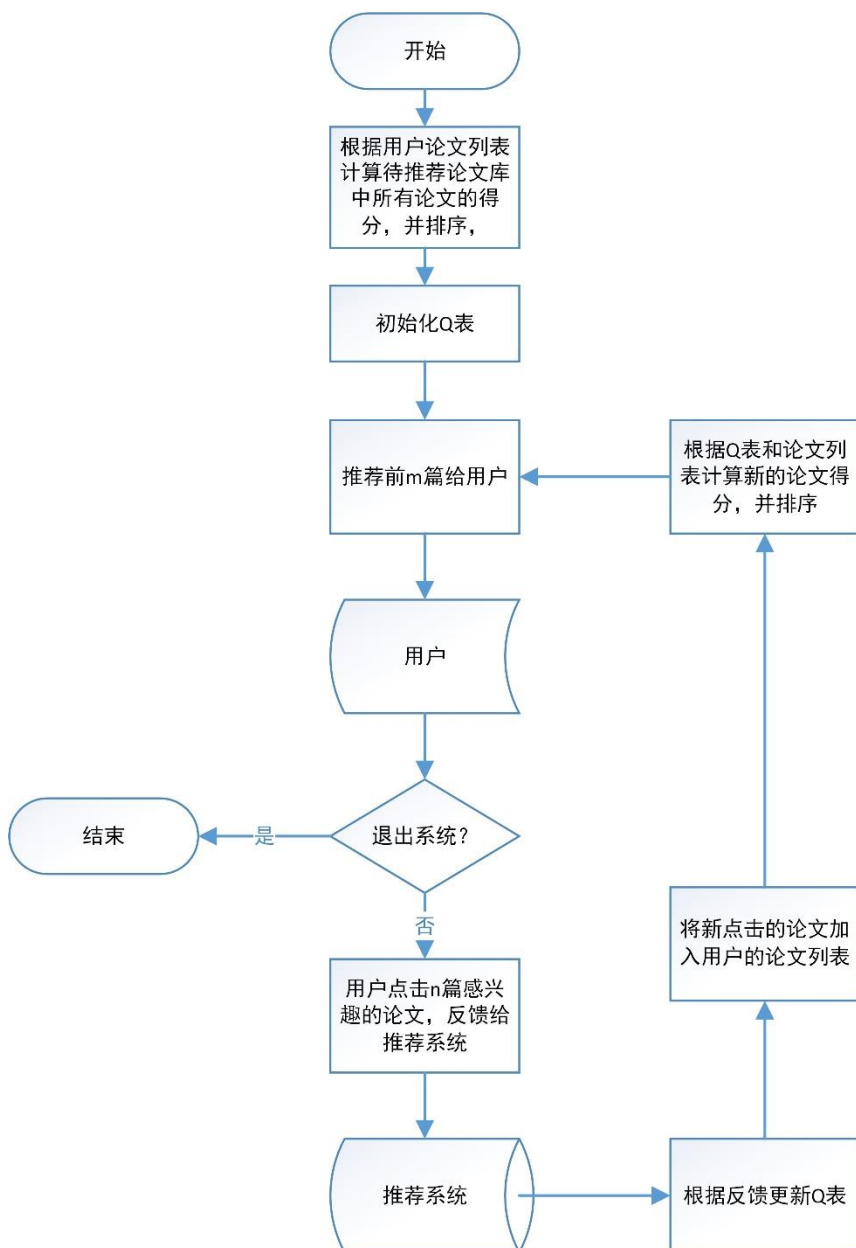 开始
根据用户论文列表
计算待推荐论文库
中所有论文的得
分，并排序，
初始化Q表
推荐前m篇给用户
根据Q表和论文列
表计算新的论文得
分，并排序
用户
退出系统？
是
结束
否
将新点击的论文加
入用户的论文列表
用户点击n篇感兴
趣的论文，反馈给
推荐系统
推荐系统
根据反馈更新Q表